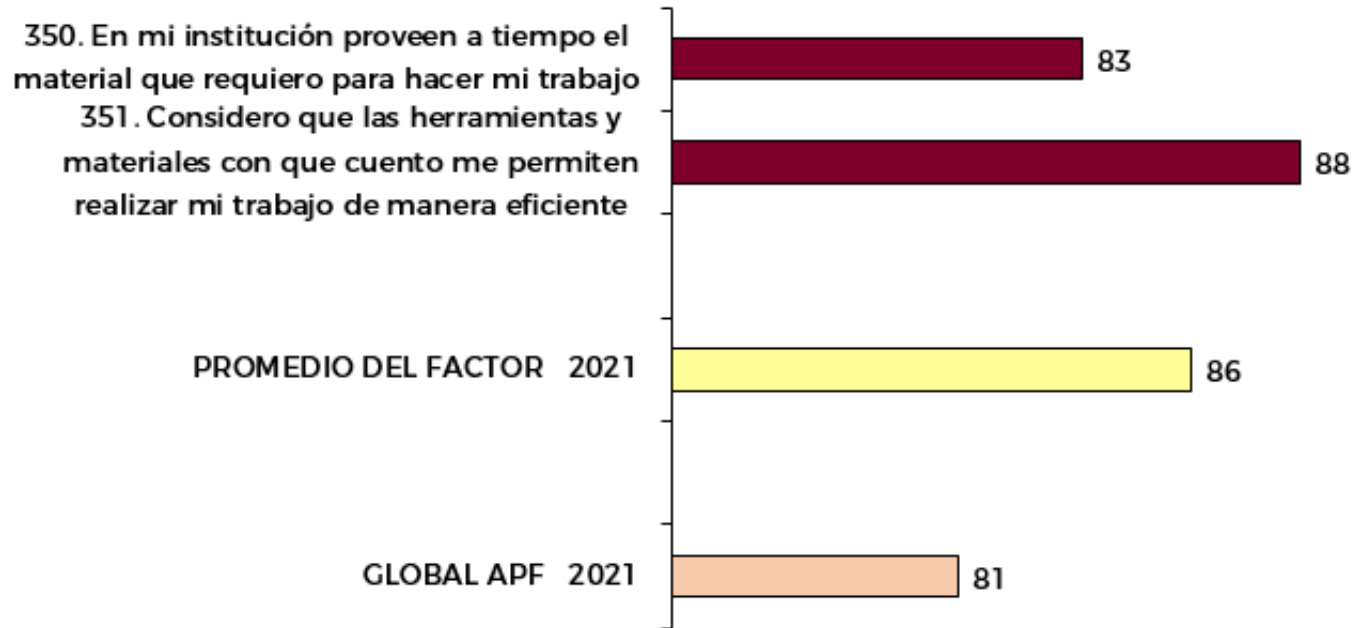 350. En mi institución proveen a tiempo el
material que requiero para hacer mi trabajo
83
351. Considero que las herramientas y
materiales con que cuento me permiten
realizar mi trabajo de manera eficiente
88
PROMEDIO DEL FACTOR 2021
86
GLOBAL APF 2021
81